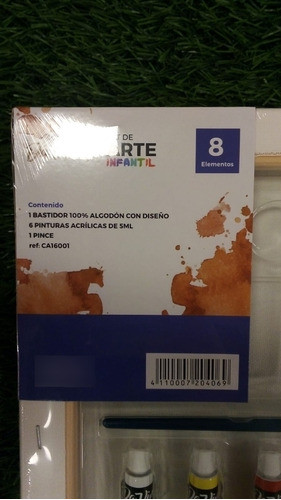 DE
ARTE
INFANTIL
8
Elementos
Contenido
1 BASTIDOR 100% ALGODÓN CON DISEÑO
6 PINTURAS ACRÍLICAS DE 5ML
1 PINCE
ref: CA16001
4 110007 204069